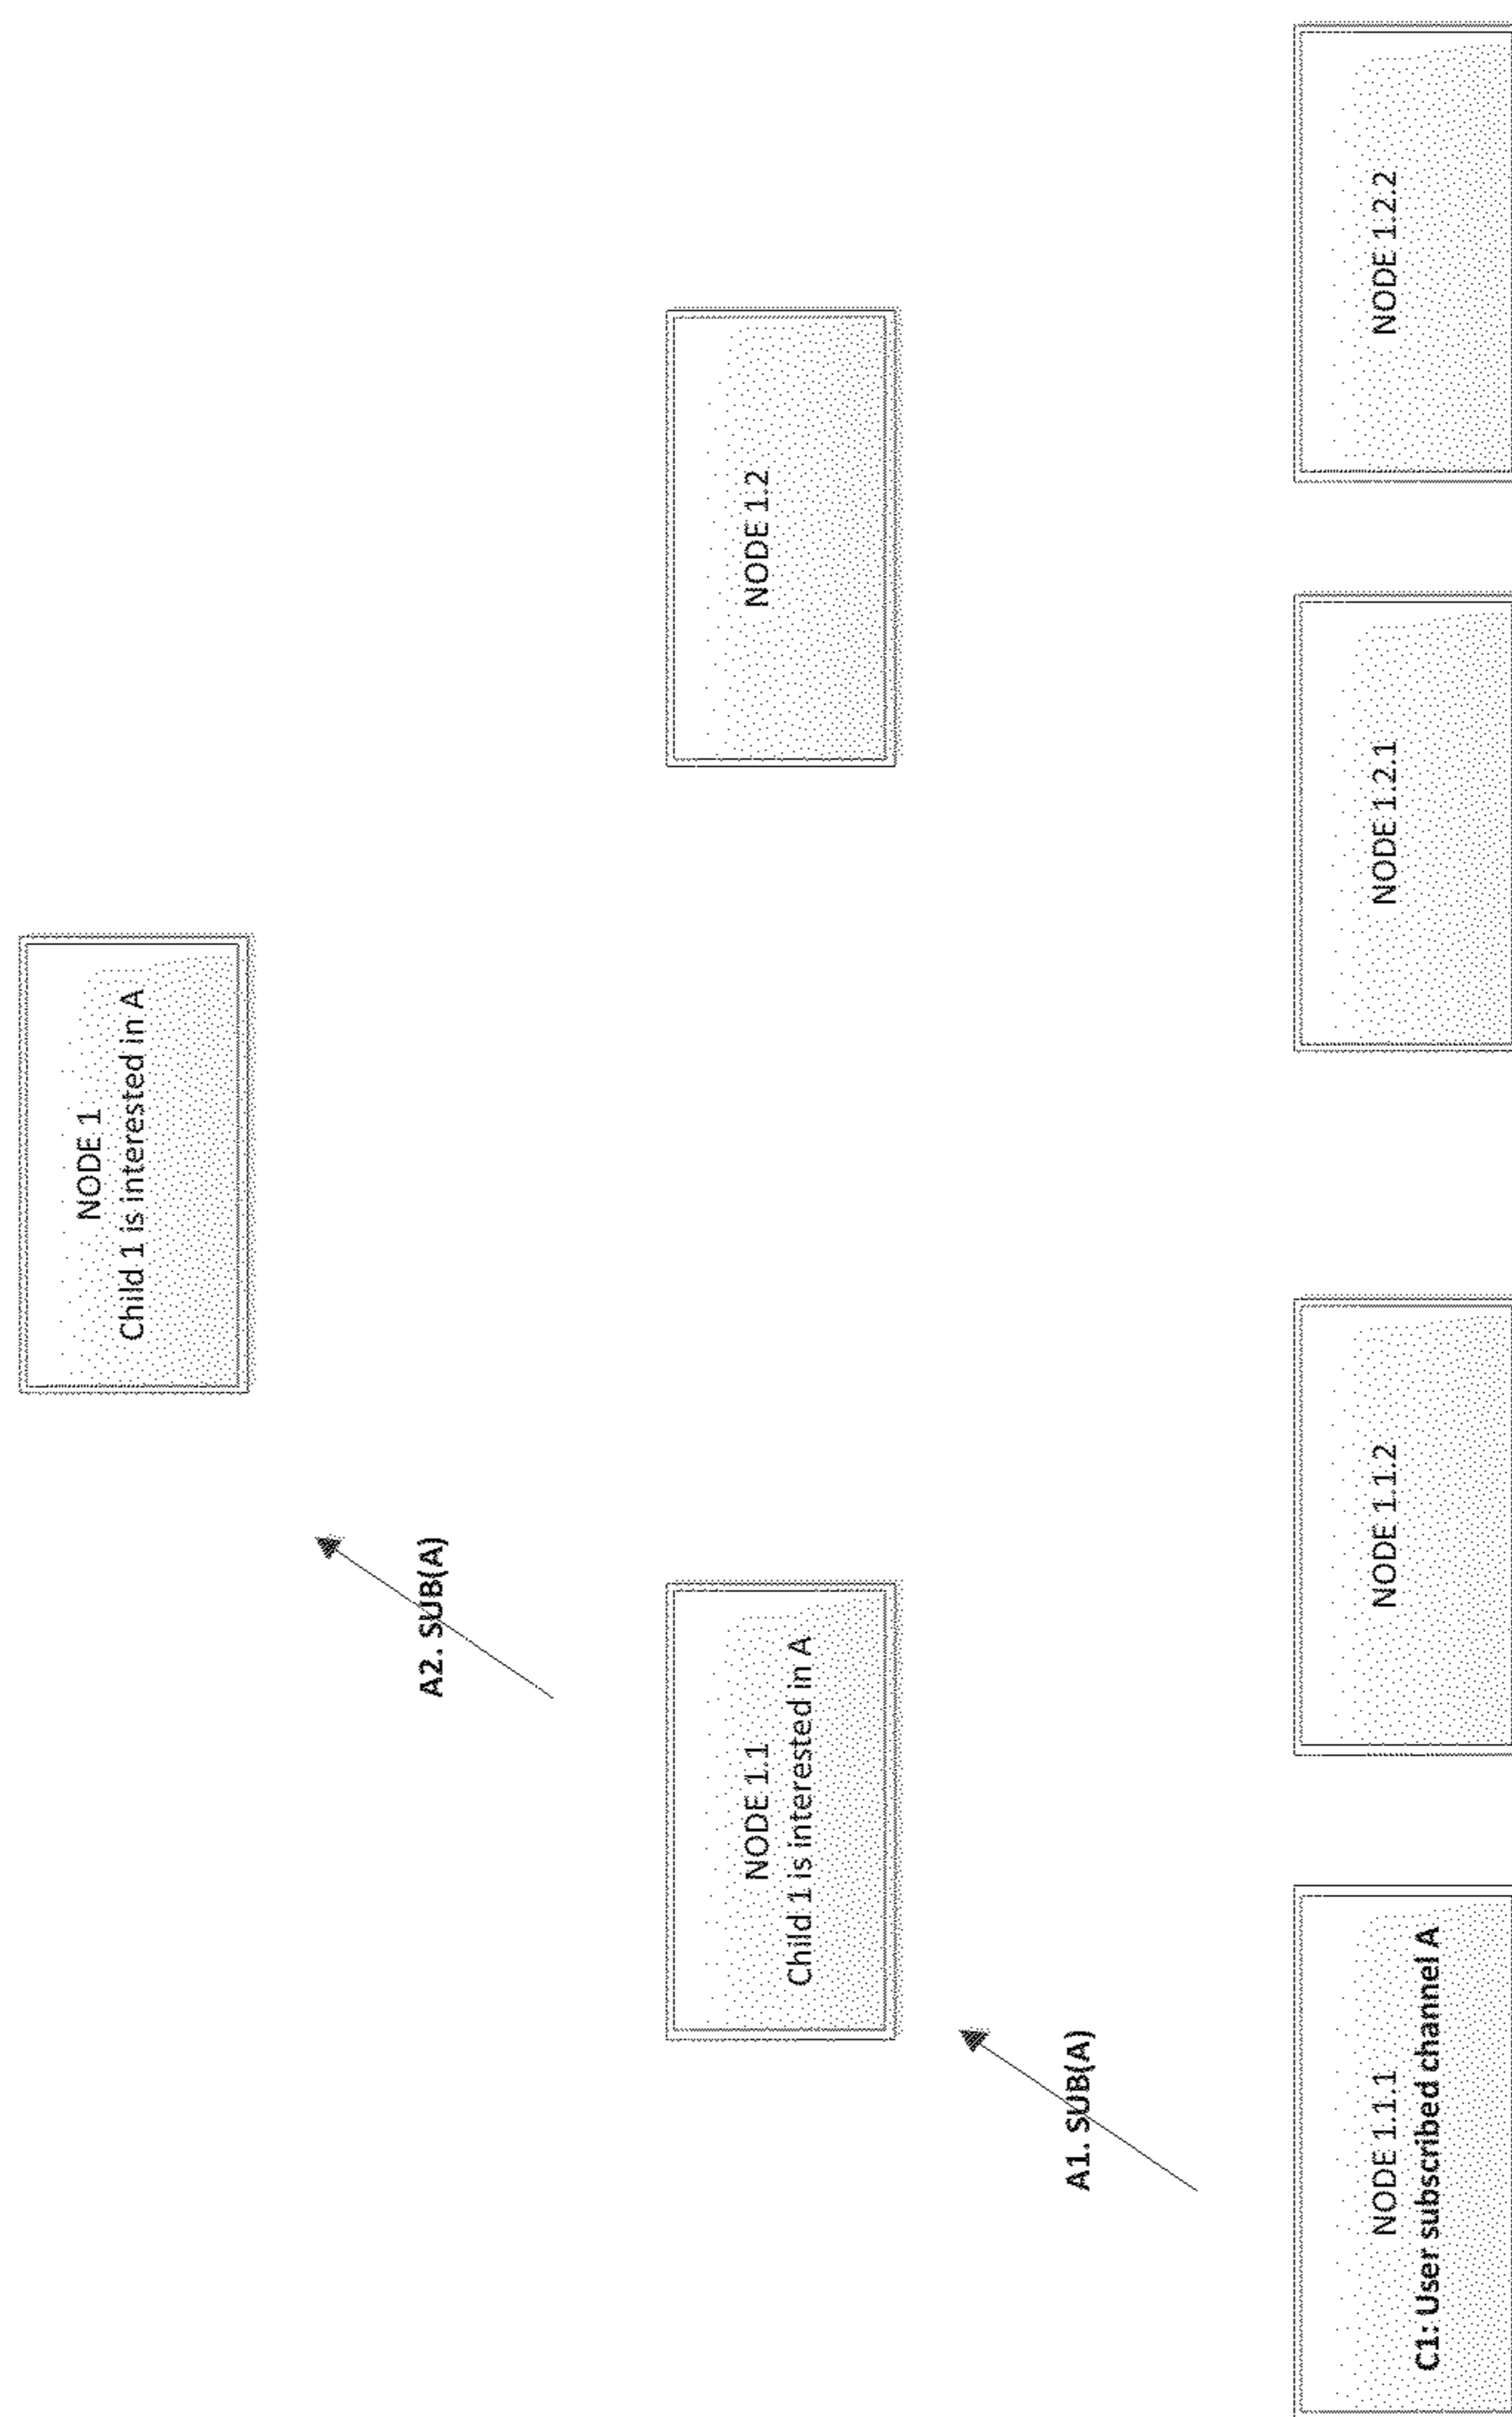 NODE 1
Child 1 is interested in A
A2. SUB(A)
NODE 1.1
Child 1 is interested in A
NODE 1.2
A1. SUB(A)
NODE 1.1.1
C1: User subscribed channel A
NODE 1.1.2
NODE 1.2.1
NODE 1.2.2